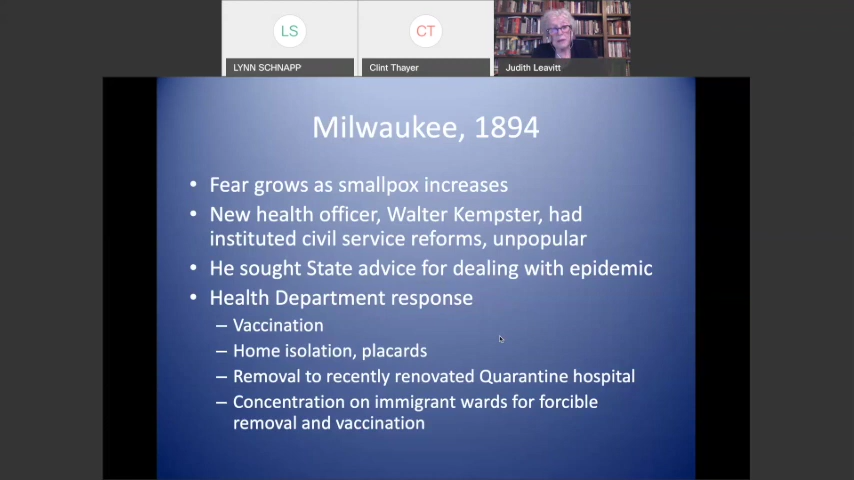 LS
CT
LYNN SCHNAPP
Clint Thayer
Judith Leavitt
Milwaukee, 1894
• Fear grows as smallpox increases
• New health officer, Walter Kempster, had
instituted civil service reforms, unpopular
• He sought State advice for dealing with epidemic
• Health Department response
– Vaccination
– Home isolation, placards
– Removal to recently renovated Quarantine hospital
– Concentration on immigrant wards for forcible
removal and vaccination